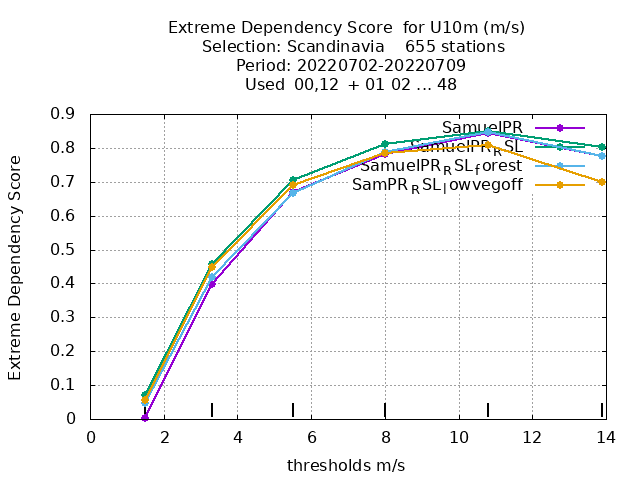 Extreme Dependency Score for U10m (m/s)
Selection: Scandinavia 655 stations
Period: 20220702-20220709
Used 00,12 + 01 02 ... 48
Extreme Dependency Score
0.9
0.8
0.7
0.6
0.5
0.4
0.3
0.2
0.1
0
SamuelPR
SamuelPR_RSL
SamuelPR_RSL_forest
SamPR_RSL_lowvegoff
0 2 4 6 8 10 12 14
thresholds m/s